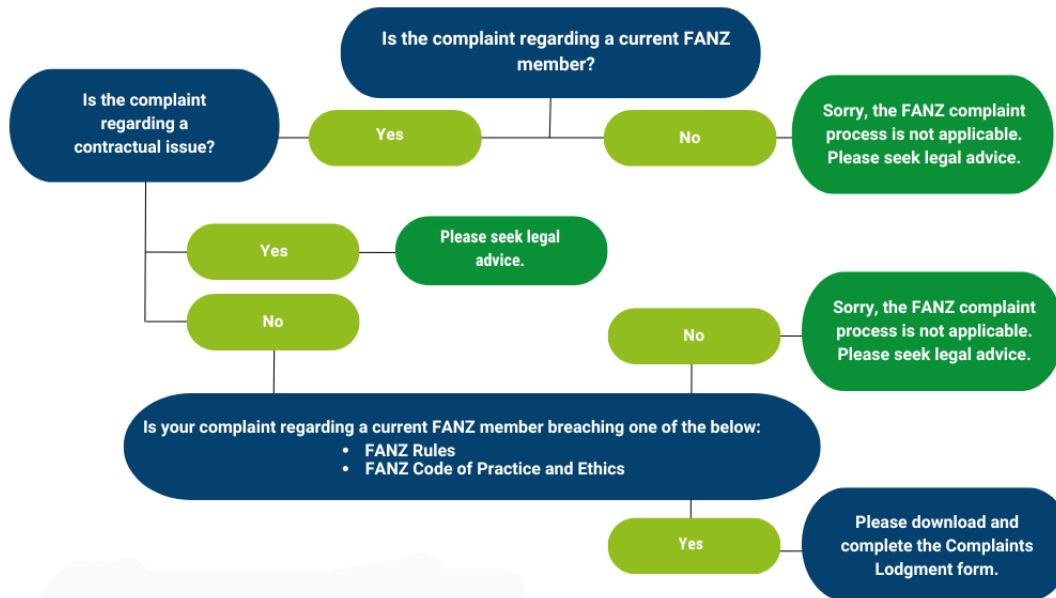 Is the complaint regarding a current FANZ
member?
Is the complaint
regarding a
contractual issue?
Yes
No
Sorry, the FANZ complaint
process is not applicable.
Please seek legal advice.
Yes
Please seek legal
advice.
No
No
Sorry, the FANZ complaint
process is not applicable.
Please seek legal advice.
Is your complaint regarding a current FANZ member breaching one of the below:
• FANZ Rules
• FANZ Code of Practice and Ethics
Yes
Please download and
complete the Complaints
Lodgment form.